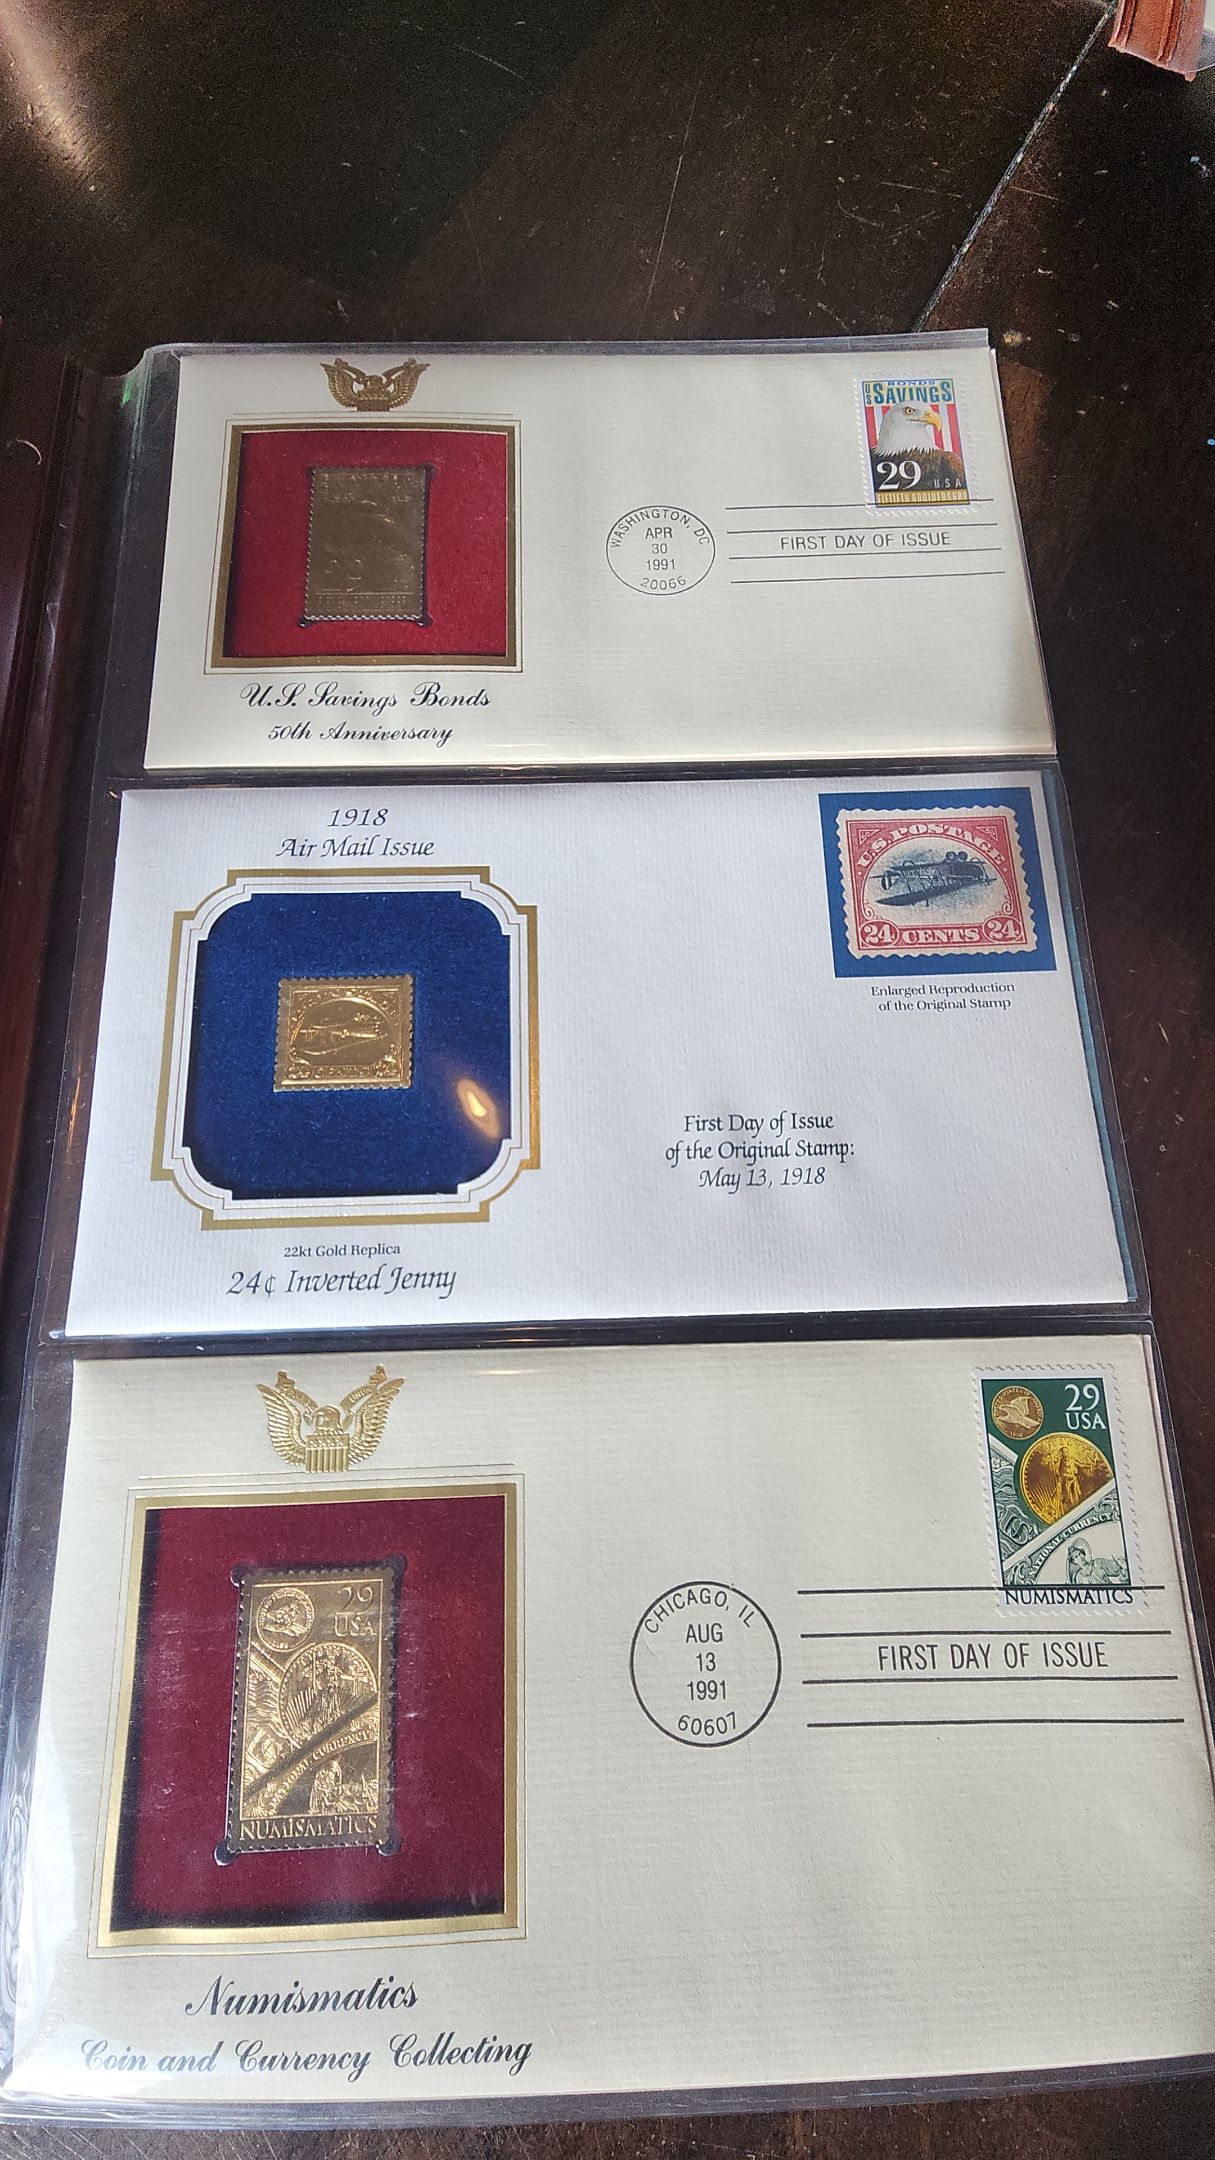 US
BONDS
SAVINGS
29 USA
FIFTIETH ANNIVERSARY
WASHINGTON, DC
APR
30
1991
20066
FIRST DAY OF ISSUE
U.S. Savings Bonds
50th Anniversary
1918
Air Mail Issue
U.S. POSTAGE
24 CENTS 24
Enlarged Reproduction
of the Original Stamp
First Day of Issue
of the Original Stamp:
May 13, 1918
22kt Gold Replica
24¢ Inverted Jenny
29
USA
NATIONAL CURRENCY
NUMISMATICS
29
USA
NATIONAL CURRENCY
NUMISMATICS
CHICAGO, IL
AUG
13
1991
60607
FIRST DAY OF ISSUE
Numismatics
Coin and Currency Collecting